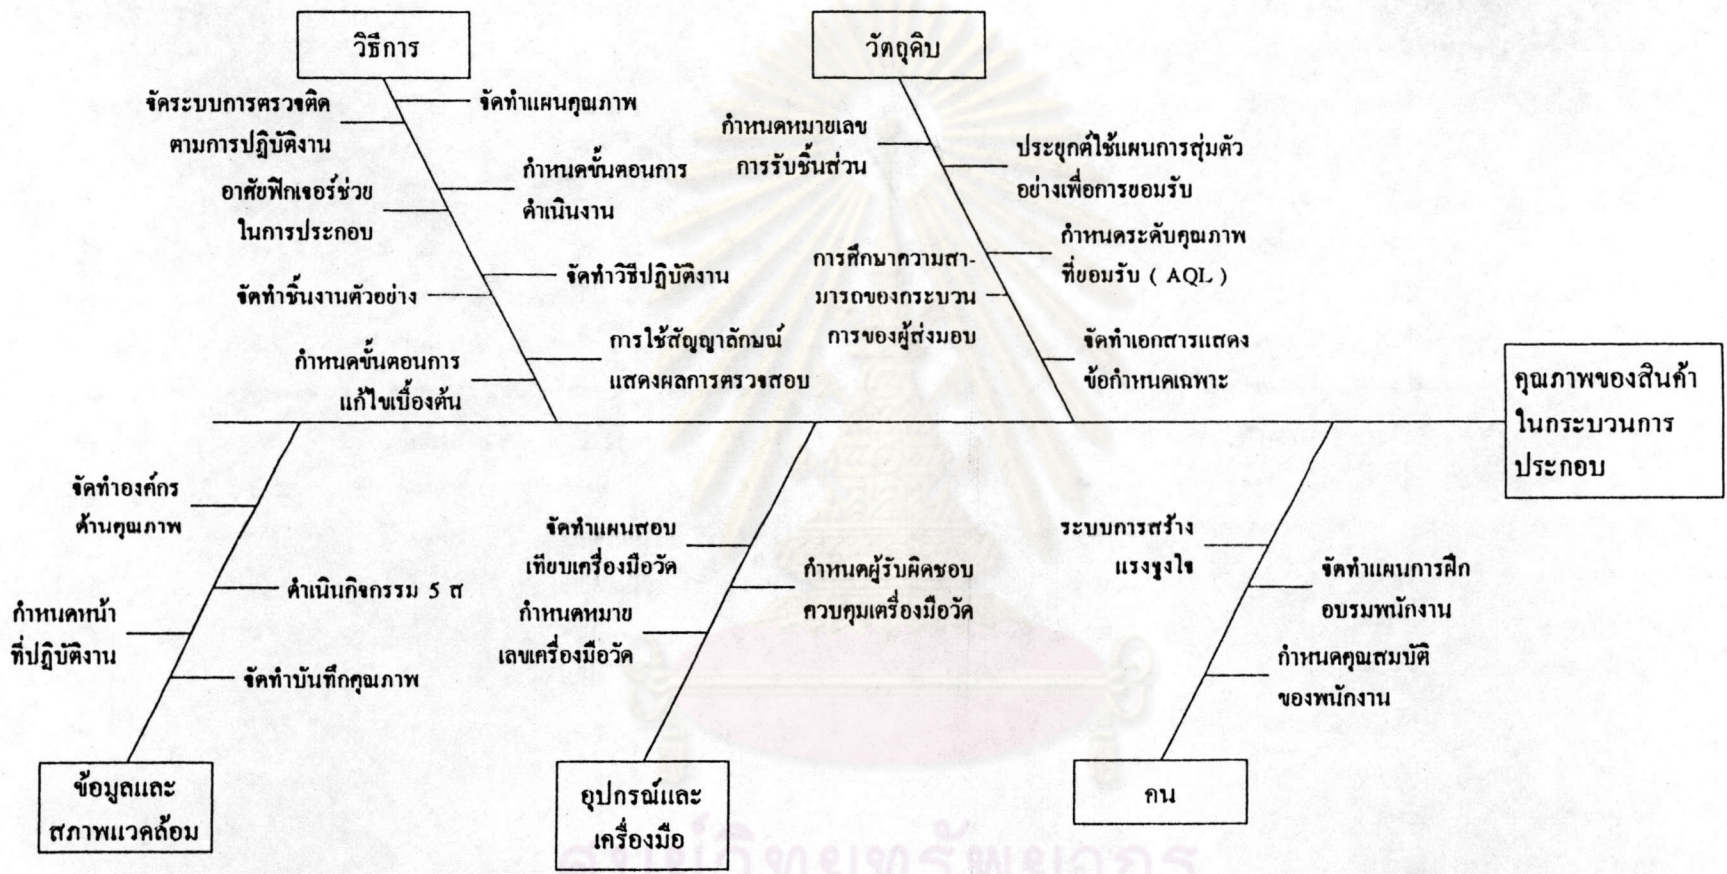 วิธีการ
จัดระบบการตรวจติด
ตามการปฏิบัติงาน
จัดทำแผนคุณภาพ
อาศัยฟิกเจอร์ช่วย
ในการประกอบ
กำหนดขั้นตอนการ
ดำเนินงาน
จัดทำชิ้นงานตัวอย่าง
จัดทำวิธีปฏิบัติงาน
กำหนดขั้นตอนการ
แก้ไขเบื้องต้น
การใช้สัญญาลักษณ์
แสดงผลการตรวจสอบ
วัตถุดิบ
กำหนดหมายเลข
การรับชิ้นส่วน
ประยุกต์ใช้แผนการสุ่มตัว
อย่างเพื่อการยอมรับ
กำหนดระดับคุณภาพ
ที่ยอมรับ ( AQL )
การศึกษาความสา-
มารถของกระบวน
การของผู้ส่งมอบ
จัดทำเอกสารแสดง
ข้อกำหนดเฉพาะ
คุณภาพของสินค้า
ในกระบวนการ
ประกอบ
จัดทำองค์กร
ด้านคุณภาพ
ดำเนินกิจกรรม 5 ส
กำหนดหน้า
ที่ปฏิบัติงาน
จัดทำบันทึกคุณภาพ
ข้อมูลและ
สภาพแวดล้อม
จัดทำแผนสอบ
เทียบเครื่องมือวัด
กำหนดผู้รับผิดชอบ
ควบคุมเครื่องมือวัด
กำหนดหมาย
เลขเครื่องมือวัด
อุปกรณ์และ
เครื่องมือ
ระบบการสร้าง
แรงจูงใจ
จัดทำแผนการฝึก
อบรมพนักงาน
กำหนดคุณสมบัติ
ของพนักงาน
คน
ศูนย์วิทยทรัพยากร